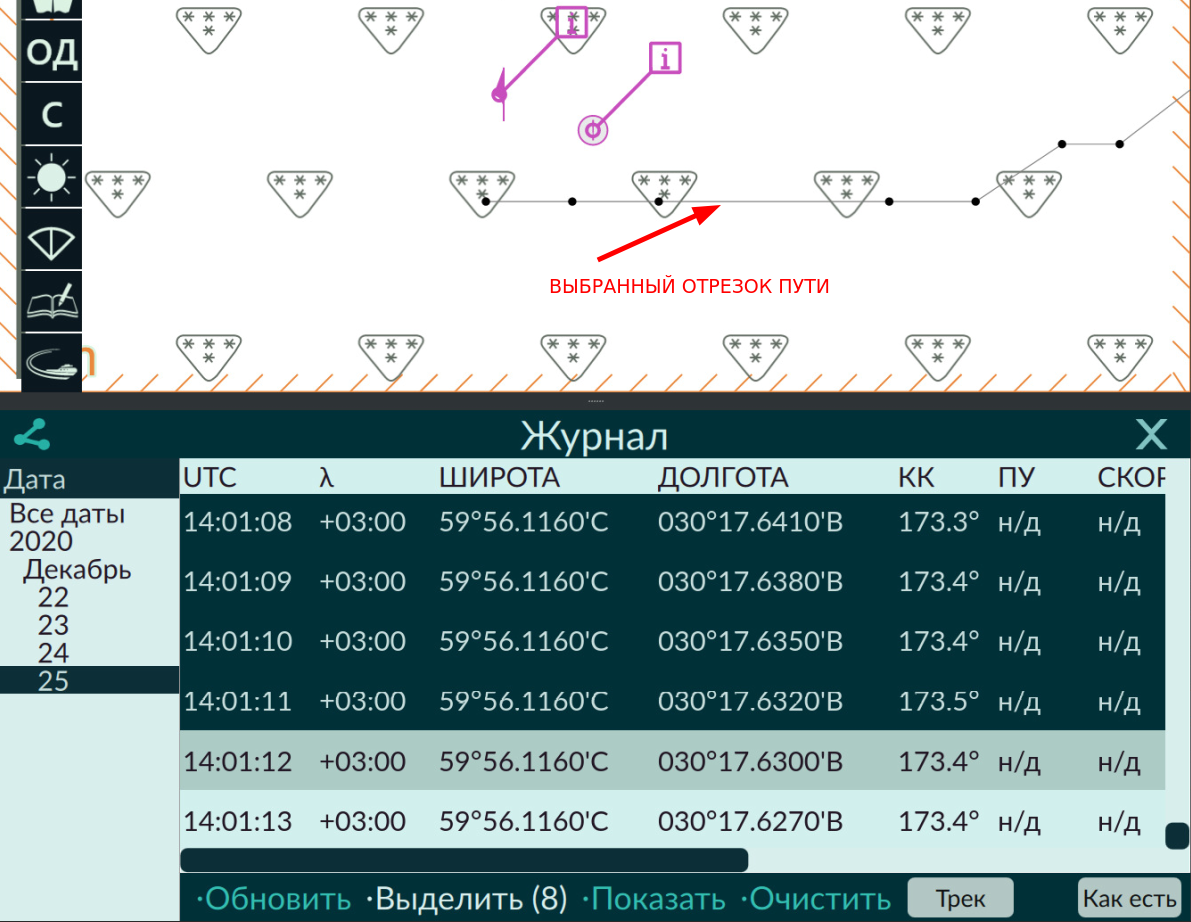 ОД
С
i
i
ВЫБРАННЫЙ ОТРЕЗОК ПУТИ
Журнал
X
Дата
UTC λ ШИРОТА ДОЛГОТА КК ПУ
Все даты
2020
Декабрь
22
23
24
25
14:01:08 +03:00 59°56.1160'С 030°17.6410'В 173.3° н/д н/д
14:01:09 +03:00 59°56.1160'С 030°17.6380'В 173.4° н/д н/д
14:01:10 +03:00 59°56.1160'С 030°17.6350'В 173.4° н/д н/д
14:01:11 +03:00 59°56.1160'С 030°17.6320'В 173.5° н/д н/д
14:01:12 +03:00 59°56.1160'С 030°17.6300'В 173.4° н/д н/д
14:01:13 +03:00 59°56.1160'С 030°17.6270'В 173.4° н/д н/д
·Обновить ·Выделить (8) ·Показать ·Очистить Трек Как есть